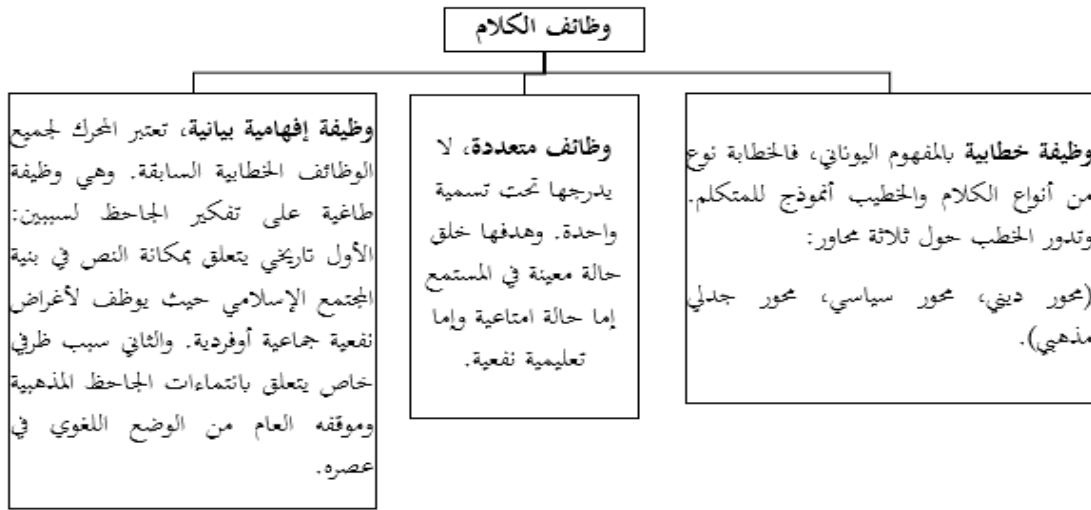 وظائف الكلام
وظيفة خطابية بالمفهوم اليوناني، فالخطابة نوع
من أنواع الكلام والخطيب أنموذج للمتكلم.
وتدور الخطب حول ثلاثة محاور:
(محور ديني، محور سياسي، محور جدلي
مذهبي).
وظائف متعددة، لا
يدرجها تحت تسمية
واحدة. وهدفها خلق
حالة معينة في المستمع
إما حالة امتاعية وإما
تعليمية نفعية.
وظيفة إفهامية بيانية، تعتبر المحرك لجميع
الوظائف الخطابية السابقة. وهي وظيفة
طاغية على تفكير الجاحظ لسببين:
الأول تاريخي يتعلق بمكانة النص في بنية
المجتمع الإسلامي حيث يوظف لأغراض
نفعية جماعية أوفردية. والثاني سبب ظرفي
خاص يتعلق بانتماءات الجاحظ المذهبية
وموقفه العام من الوضع اللغوي في
عصره.